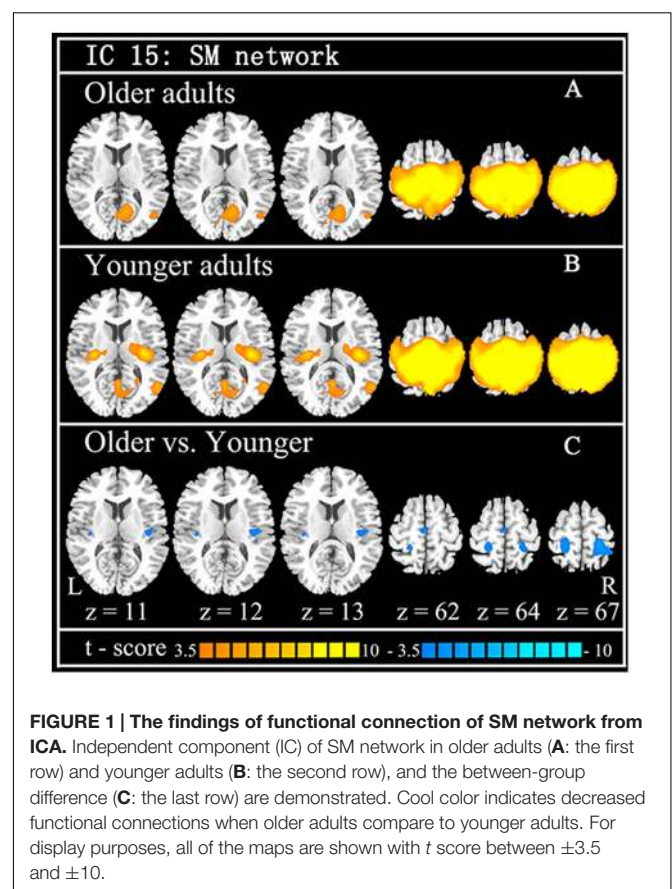 IC 15: SM network
Older adults
A
Younger adults
B
Older vs. Younger
C
L
R
z = 11 z = 12 z = 13 z = 62 z = 64 z = 67
t - score 3.5 10 - 3.5 - 10
FIGURE 1 | The findings of functional connection of SM network from
ICA. Independent component (IC) of SM network in older adults (A: the first
row) and younger adults (B: the second row), and the between-group
difference (C: the last row) are demonstrated. Cool color indicates decreased
functional connections when older adults compare to younger adults. For
display purposes, all of the maps are shown with t score between ±3.5
and ±10.